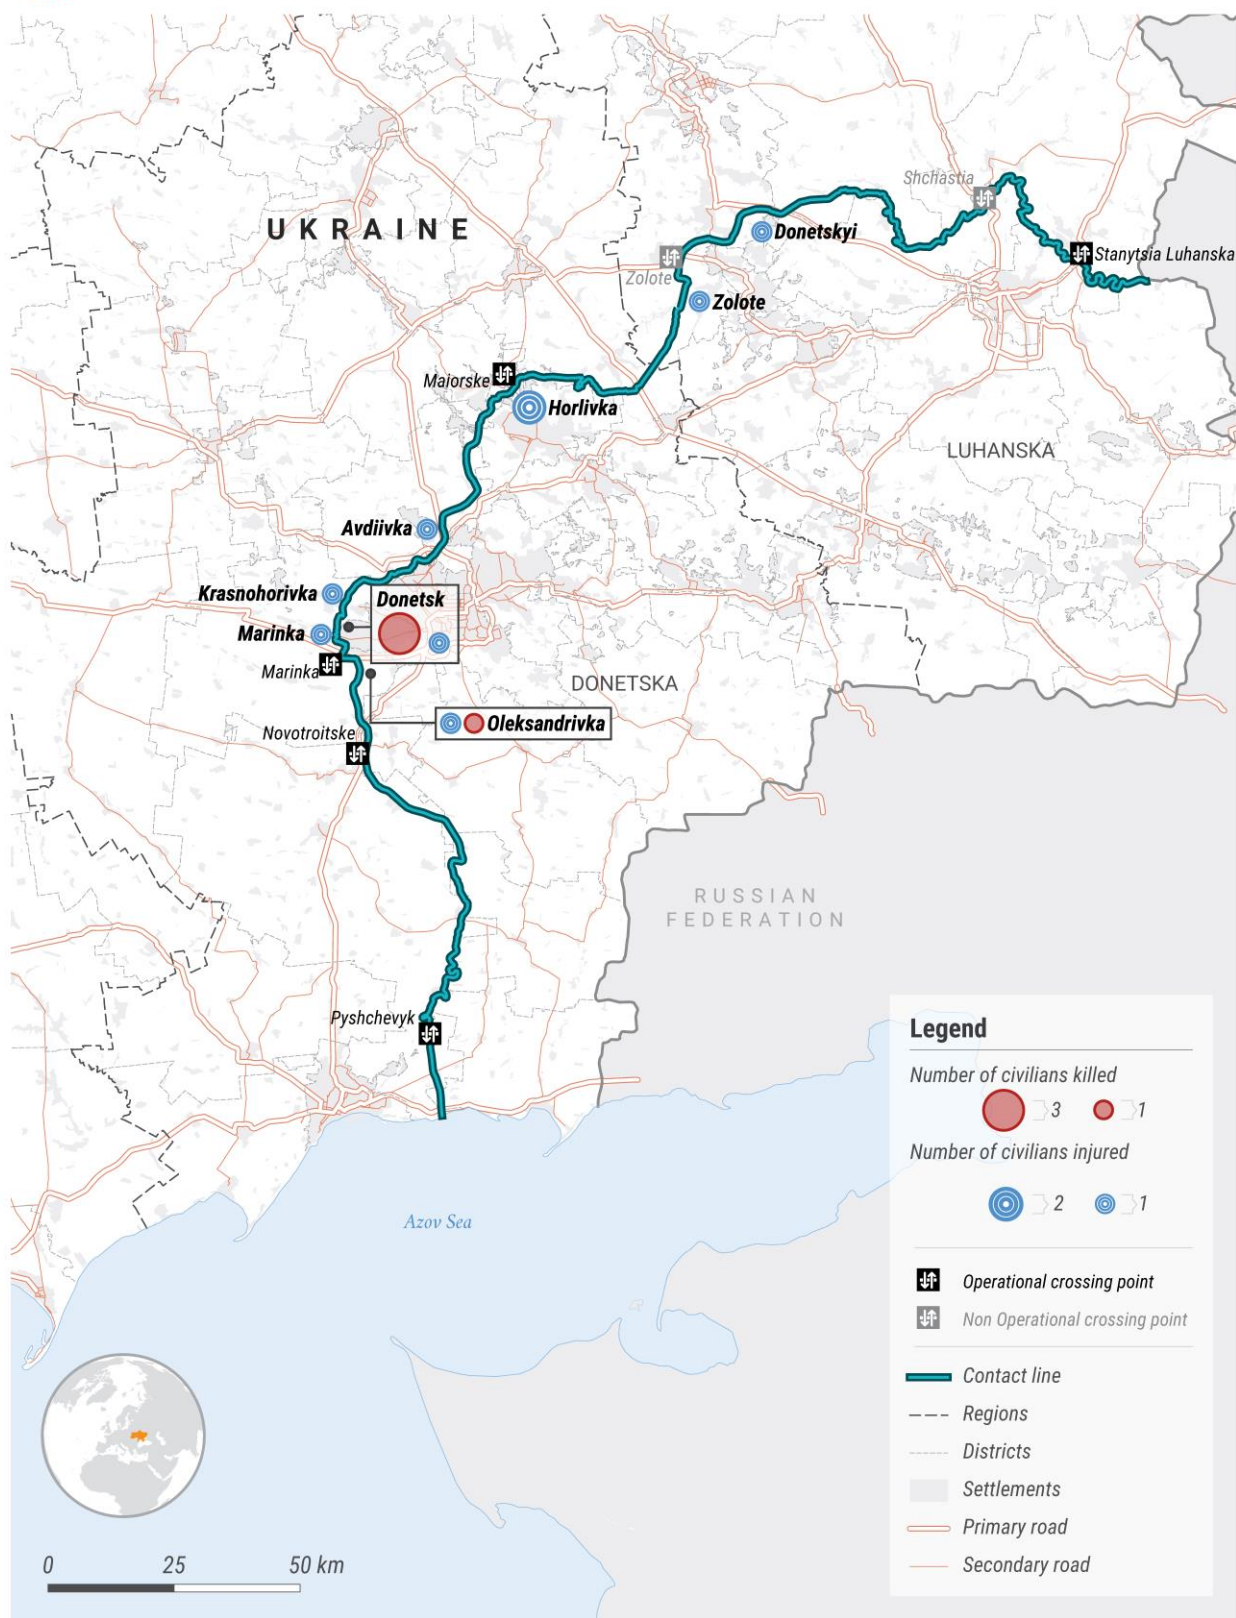 Shchastia
UKRAINE
Donetskyi
Stanytsia Luhanska
Zolote
Zolote
Maiorske
Horlivka
LUHANSKA
Avdiivka
Krasnohorivka
Donetsk
Marinka
Marinka
DONETSKA
Oleksandrivka
Novotroitske
RUSSIAN
FEDERATION
Pyshchevyk
Azov Sea
Legend
Number of civilians killed
3
1
Number of civilians injured
2
1
Operational crossing point
Non Operational crossing point
Contact line
Regions
Districts
Settlements
Primary road
Secondary road
0 25 50 km